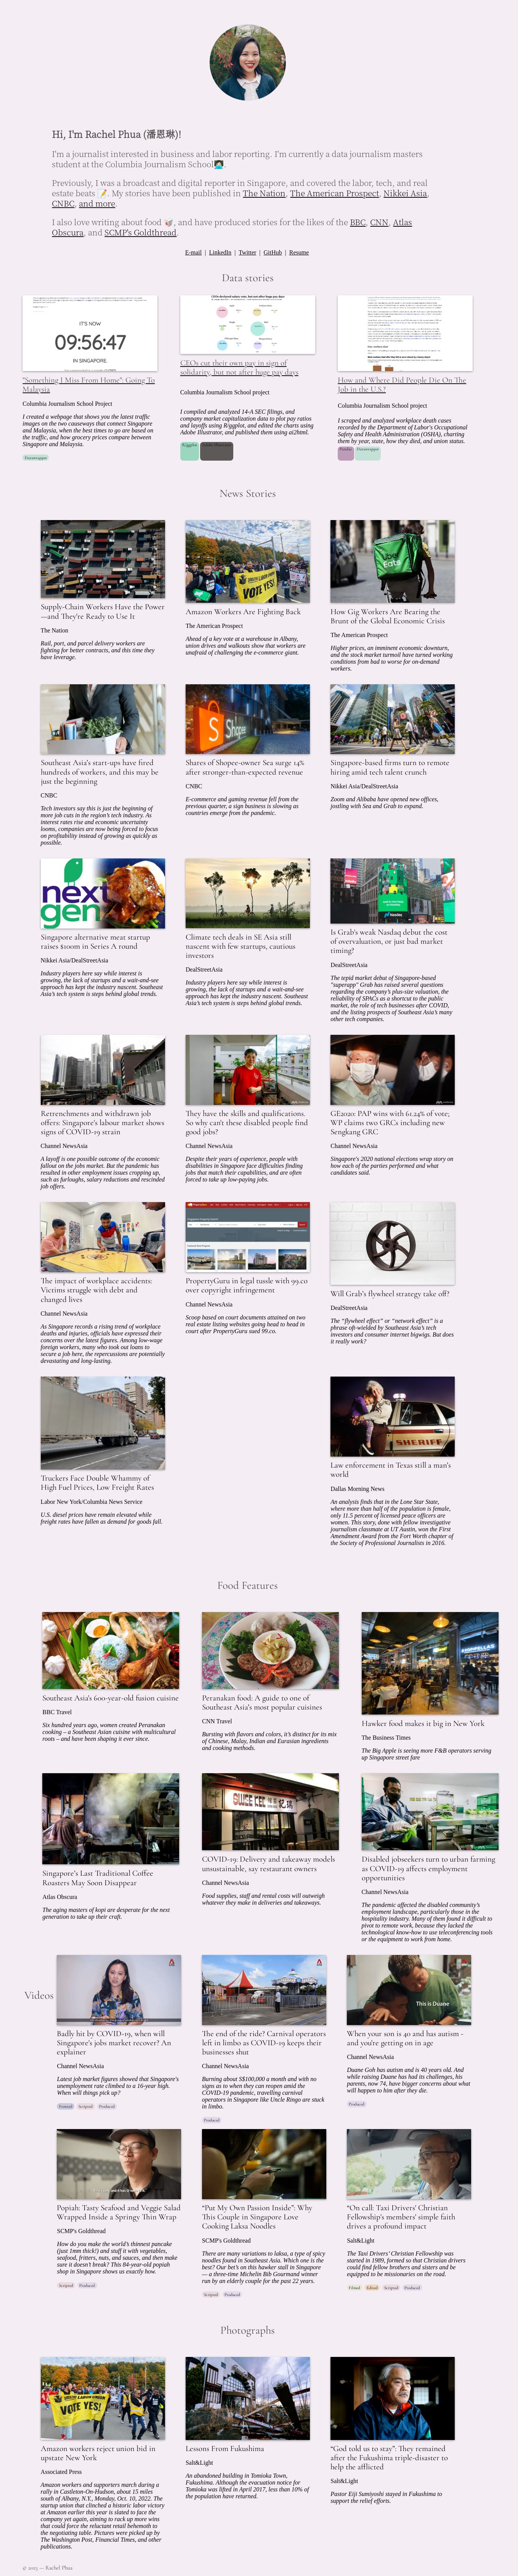 Hi, I'm Rachel Phua (潘恩琳)!
I'm a journalist interested in business and labor reporting. I'm currently a data journalism masters
student at the Columbia Journalism School👩🏻‍💻.
Previously, I was a broadcast and digital reporter in Singapore, and covered the labor, tech, and real
estate beats 📝. My stories have been published in The Nation, The American Prospect, Nikkei Asia,
CNBC, and more.
I also love writing about food 🥡, and have produced stories for the likes of the BBC, CNN, Atlas
Obscura, and SCMP's Goldthread.
E-mail | LinkedIn | Twitter | GitHub | Resume
Data stories
IT'S NOW
09:56:47
IN SINGAPORE.
"Something I Miss From Home": Going To
Malaysia
Columbia Journalism School Project
I created a webpage that shows you the latest traffic
images on the two causeways that connect Singapore
and Malaysia, when the best times to go are based on
the traffic, and how grocery prices compare between
Singapore and Malaysia.
Datawrapper
CEOs cut their own pay in sign of
solidarity, but not after huge pay days
Columbia Journalism School project
I compiled and analyzed 14-A SEC filings, and
company market capitalization data to plot pay ratios
and layoffs using R/ggplot, and edited the charts using
Adobe Illustrator, and published them using ai2html.
How and Where Did People Die On The
Job in the U.S.?
Columbia Journalism School project
I scraped and analyzed workplace death cases
recorded by the Department of Labor's Occupational
Safety and Health Administration (OSHA), charting
them by year, state, how they died, and union status.
Datawrapper
News Stories
Supply-Chain Workers Have the Power
—and They're Ready to Use It
The Nation
Rail, port, and parcel delivery workers are
fighting for better contracts, and this time they
have leverage.
VOTE YES!
Amazon Workers Are Fighting Back
The American Prospect
Ahead of a key vote at a warehouse in Albany,
union drives and walkouts show that workers are
unafraid of challenging the e-commerce giant.
Uber
Eats
How Gig Workers Are Bearing the
Brunt of the Global Economic Crisis
The American Prospect
Higher prices, an imminent economic downturn,
and the stock market turmoil have turned working
conditions from bad to worse for on-demand
workers.
Southeast Asia's start-ups have fired
hundreds of workers, and this may be
just the beginning
CNBC
Tech investors say this is just the beginning of
more job cuts in the region's tech industry. As
interest rates rise and economic uncertainty
looms, companies are now being forced to focus
on profitability instead of growing as quickly as
possible.
Shopee
Shares of Shopee-owner Sea surge 14%
after stronger-than-expected revenue
CNBC
E-commerce and gaming revenue fell from the
previous quarter, a sign business is slowing as
countries emerge from the pandemic.
Singapore-based firms turn to remote
hiring amid tech talent crunch
Nikkei Asia/DealStreetAsia
Zoom and Alibaba have opened new offices,
jostling with Sea and Grab to expand.
next
gen
Singapore alternative meat startup
raises $100m in Series A round
Nikkei Asia/DealStreetAsia
Industry players here say while interest is
growing, the lack of startups and a wait-and-see
approach has kept the industry nascent. Southeast
Asia's tech system is steps behind global trends.
Climate tech deals in SE Asia still
nascent with few startups, cautious
investors
DealStreetAsia
Industry players here say while interest is
growing, the lack of startups and a wait-and-see
approach has kept the industry nascent. Southeast
Asia's tech system is steps behind global trends.
Nasdaq
Is Grab's weak Nasdaq debut the cost
of overvaluation, or just bad market
timing?
DealStreetAsia
The tepid market debut of Singapore-based
"superapp" Grab has raised several questions
regarding the company's plus-size valuation, the
reliability of SPACs as a shortcut to the public
market, the role of tech businesses after COVID,
and the listing prospects of Southeast Asia's many
other tech companies.
Retrenchments and withdrawn job
offers: Singapore's labour market shows
signs of COVID-19 strain
Channel NewsAsia
A layoff is one possible outcome of the economic
fallout on the jobs market. But the pandemic has
resulted in other employment issues cropping up,
such as furloughs, salary reductions and rescinded
job offers.
They have the skills and qualifications.
So why can't these disabled people find
good jobs?
Channel NewsAsia
Despite their years of experience, people with
disabilities in Singapore face difficulties finding
jobs that match their capabilities, and are often
forced to take up low-paying jobs.
GE2020: PAP wins with 61.24% of vote;
WP claims two GRCs including new
Sengkang GRC
Channel NewsAsia
Singapore's 2020 national elections wrap story on
how each of the parties performed and what
candidates said.
The impact of workplace accidents:
Victims struggle with debt and
changed lives
Channel NewsAsia
As Singapore records a rising trend of workplace
deaths and injuries, officials have expressed their
concerns over the latest figures. Among low-wage
foreign workers, many who took out loans to
secure a job here, the repercussions are potentially
devastating and long-lasting.
PropertyGuru in legal tussle with 99.co
over copyright infringement
Channel NewsAsia
Scoop based on court documents attained on two
real estate listing websites going head to head in
court after PropertyGuru sued 99.co.
Will Grab's flywheel strategy take off?
DealStreetAsia
The "flywheel effect" or "network effect" is a
phrase oft-wielded by Southeast Asia's tech
investors and consumer internet bigwigs. But does
it really work?
Truckers Face Double Whammy of
High Fuel Prices, Low Freight Rates
Labor New York/Columbia News Service
U.S. diesel prices have remain elevated while
freight rates have fallen as demand for goods fall.
SHERIFF
Law enforcement in Texas still a man's
world
Dallas Morning News
An analysis finds that in the Lone Star State,
where more than half of the population is female,
only 11.5 percent of licensed peace officers are
women. This story, done with fellow investigative
journalism classmate at UT Austin, won the First
Amendment Award from the Fort Worth chapter of
the Society of Professional Journalists in 2016.
Food Features
Southeast Asia's 600-year-old fusion cuisine
BBC Travel
Six hundred years ago, women created Peranakan
cooking – a Southeast Asian cuisine with multicultural
roots – and have been shaping it ever since.
Peranakan food: A guide to one of
Southeast Asia's most popular cuisines
CNN Travel
Bursting with flavors and colors, it's distinct for its mix
of Chinese, Malay, Indian and Eurasian ingredients
and cooking methods.
Hawker food makes it big in New York
The Business Times
The Big Apple is seeing more F&B operators serving
up Singapore street fare
Singapore's Last Traditional Coffee
Roasters May Soon Disappear
Atlas Obscura
The aging masters of kopi are desperate for the next
generation to take up their craft.
SWEE KEE
COVID-19: Delivery and takeaway models
unsustainable, say restaurant owners
Channel NewsAsia
Food supplies, staff and rental costs will outweigh
whatever they make in deliveries and takeaways.
Disabled jobseekers turn to urban farming
as COVID-19 affects employment
opportunities
Channel NewsAsia
The pandemic affected the disabled community's
employment landscape, particularly those in the
hospitality industry. Many of them found it difficult to
pivot to remote work, because they lacked the
technological know-how to use teleconferencing tools
or the equipment to work from home.
Videos
Badly hit by COVID-19, when will
Singapore's jobs market recover? An
explainer
Channel NewsAsia
Latest job market figures showed that Singapore's
unemployment rate climbed to a 16-year high.
When will things pick up?
Scripted Produced
The end of the ride? Carnival operators
left in limbo as COVID-19 keeps their
businesses shut
Channel NewsAsia
Burning about S$100,000 a month and with no
signs as to when they can reopen amid the
COVID-19 pandemic, travelling carnival
operators in Singapore like Uncle Ringo are stuck
in limbo.
Produced
This is Duane
When your son is 40 and has autism -
and you're getting on in age
Channel NewsAsia
Duane Goh has autism and is 40 years old. And
while raising Duane has had its challenges, his
parents, now 74, have bigger concerns about what
will happen to him after they die.
Produced
Popiah: Tasty Seafood and Veggie Salad
Wrapped Inside a Springy Thin Wrap
SCMP's Goldthread
How do you make the world's thinnest pancake
(just 1mm thick) and stuff it with vegetables,
seafood, fritters, nuts, and sauces, and then make
sure it doesn't break? This 84-year-old popiah
shop in Singapore shows us exactly how.
Scripted Produced
"Put My Own Passion Inside": Why
This Couple in Singapore Love
Cooking Laksa Noodles
SCMP's Goldthread
There are many variations to laksa, a type of spicy
noodles found in Southeast Asia. Which one is the
best? Our bet's on this hawker stall in Singapore
— a three-time Michelin Bib Gourmand winner
run by an elderly couple for the past 22 years.
Scripted Produced
"On call: Taxi Drivers' Christian
Fellowship's members' simple faith
drives a profound impact
Salt&Light
The Taxi Drivers' Christian Fellowship was
started in 1989, formed so that Christian drivers
could find fellow brothers and sisters and be
equipped to be missionaries on the road.
Filmed Edited Scripted Produced
Photographs
VOTE YES!
Amazon workers reject union bid in
upstate New York
Associated Press
Amazon workers and supporters march during a
rally in Castleton-On-Hudson, about 15 miles
south of Albany, N.Y., Monday, Oct. 10, 2022. The
startup union that clinched a historic labor victory
at Amazon earlier this year is slated to face the
company yet again, aiming to rack up more wins
that could force the reluctant retail behemoth to
the negotiating table. Pictures were picked up by
The Washington Post, Financial Times, and other
publications.
Lessons From Fukushima
Salt&Light
An abandoned building in Tomioka Town,
Fukushima. Although the evacuation notice for
Tomioka was lifted in April 2017, less than 10% of
the population have returned.
"God told us to stay": They remained
after the Fukushima triple-disaster to
help the afflicted
Salt&Light
Pastor Eiji Sumiyoshi stayed in Fukushima to
support the relief efforts.
© 2023 — Rachel Phua